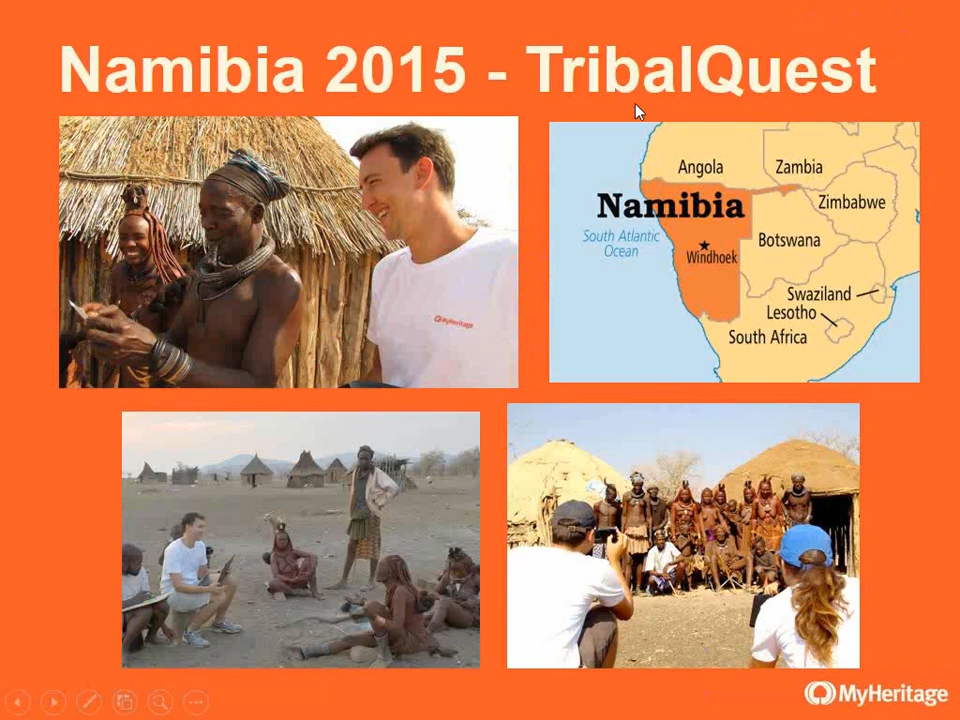 Namibia 2015 - TribalQuest
MyHeritage
Angola
Zambia
Namibia
Zimbabwe
South Atlantic
Ocean
Botswana
Windhoek
Swaziland
Lesotho
South Africa
MyHeritage